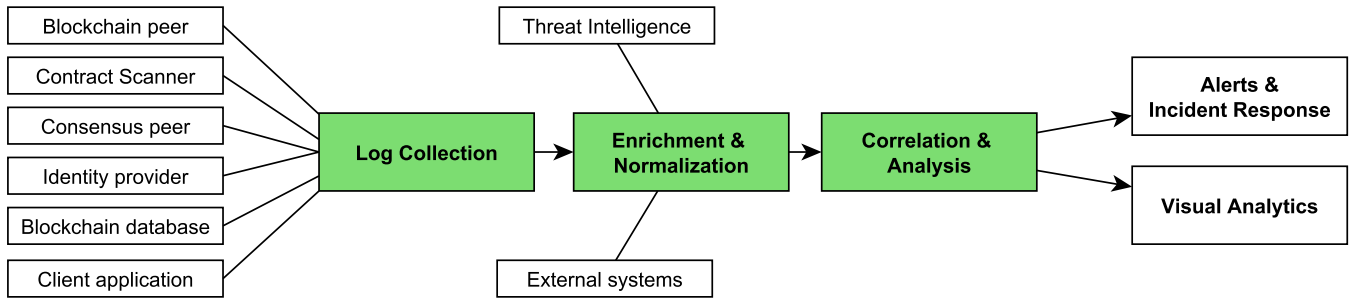 Blockchain peer
Contract Scanner
Consensus peer
Identity provider
Blockchain database
Client application
Log Collection
Threat Intelligence
Enrichment &
Normalization
External systems
Correlation &
Analysis
Alerts &
Incident Response
Visual Analytics